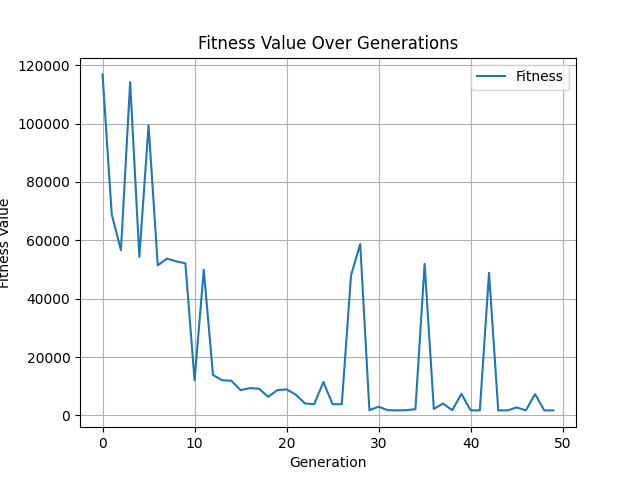 Fitness Value Over Generations
Fitness
120000
100000
80000
60000
40000
20000
0
Fitness Value
0 10 20 30 40 50
Generation